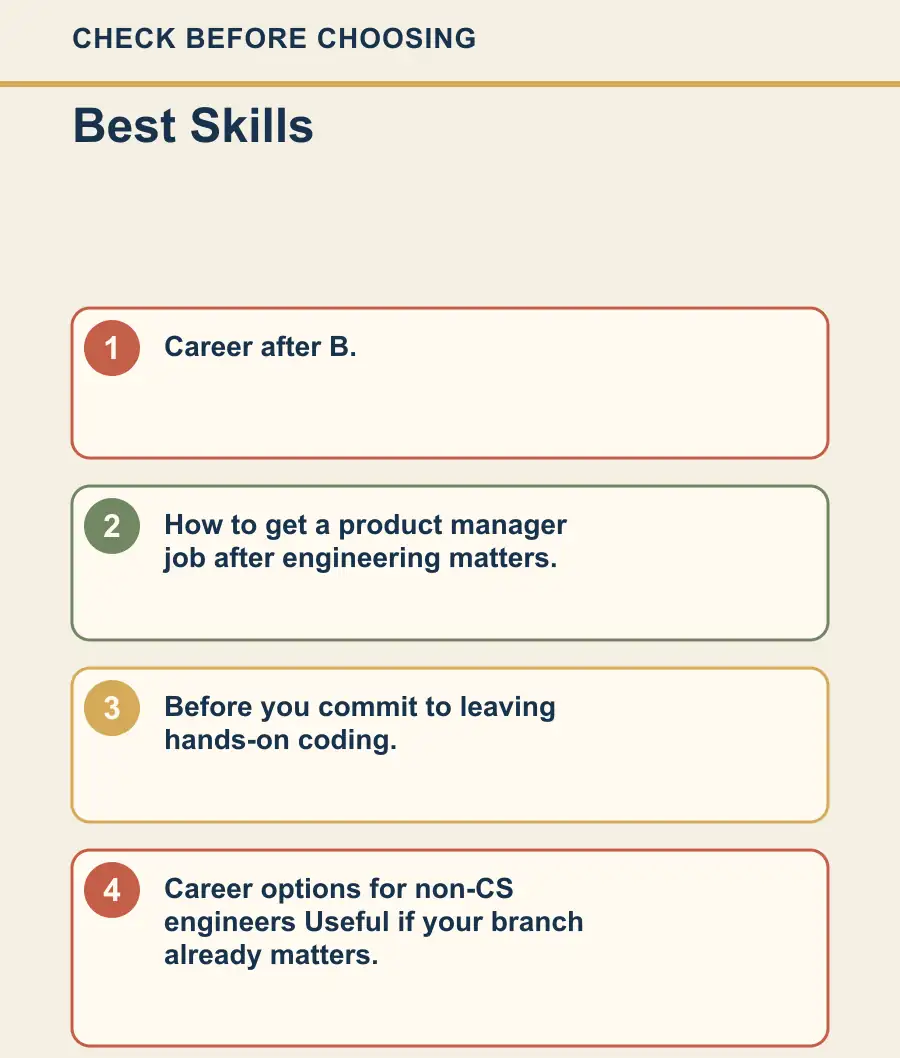 CHECK BEFORE CHOOSING
Best Skills
1
Career after B.
2
How to get a product manager
job after engineering matters.
3
Before you commit to leaving
hands-on coding.
4
Career options for non-CS
engineers Useful if your branch
already matters.